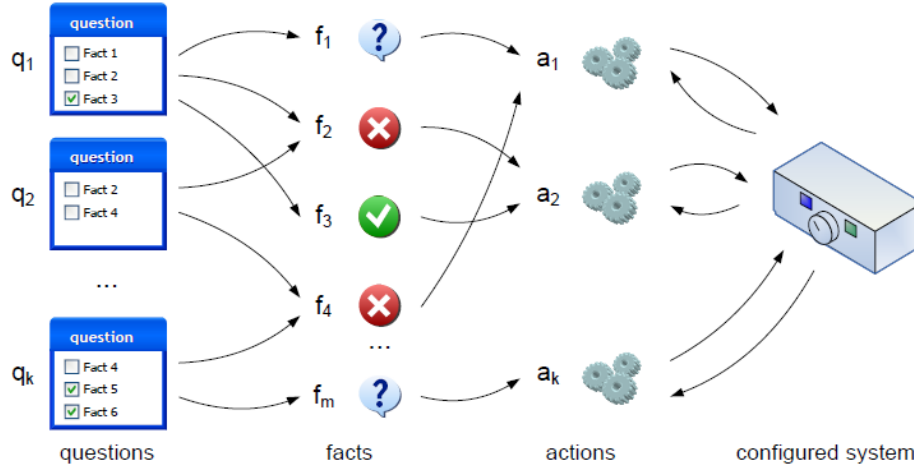 question
q1
Fact 1
Fact 2
Fact 3
question
q2
Fact 2
Fact 4
...
question
qk
Fact 4
Fact 5
Fact 6
f1
?
f2
f3
f4
...
fm
?
a1
a2
ak
questions
facts
actions
configured system